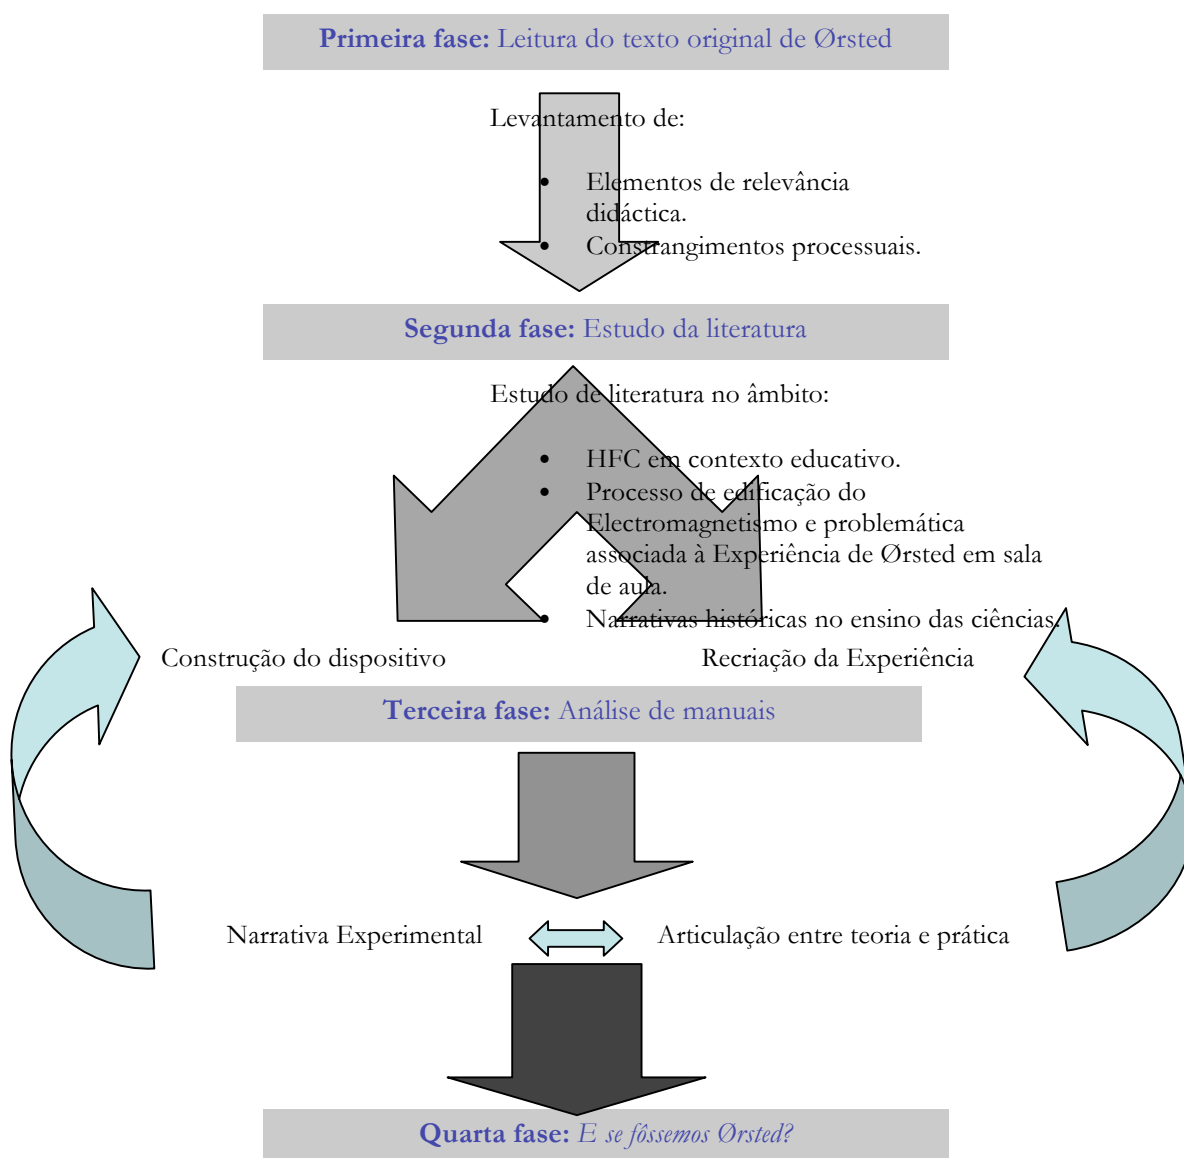 Primeira fase: Leitura do texto original de Ørsted
Levantamento de:
• Elementos de relevância
didáctica.
• Constrangimentos processuais.
Segunda fase: Estudo da literatura
Estudo de literatura no âmbito:
• HFC em contexto educativo.
• Processo de edificação do
Electromagnetismo e problemática
associada à Experiência de Ørsted em sala
de aula.
• Narrativas históricas no ensino das ciências.
Construção do dispositivo
Recriação da Experiência
Terceira fase: Análise de manuais
Narrativa Experimental
Articulação entre teoria e prática
Quarta fase: E se fôssemos Ørsted?